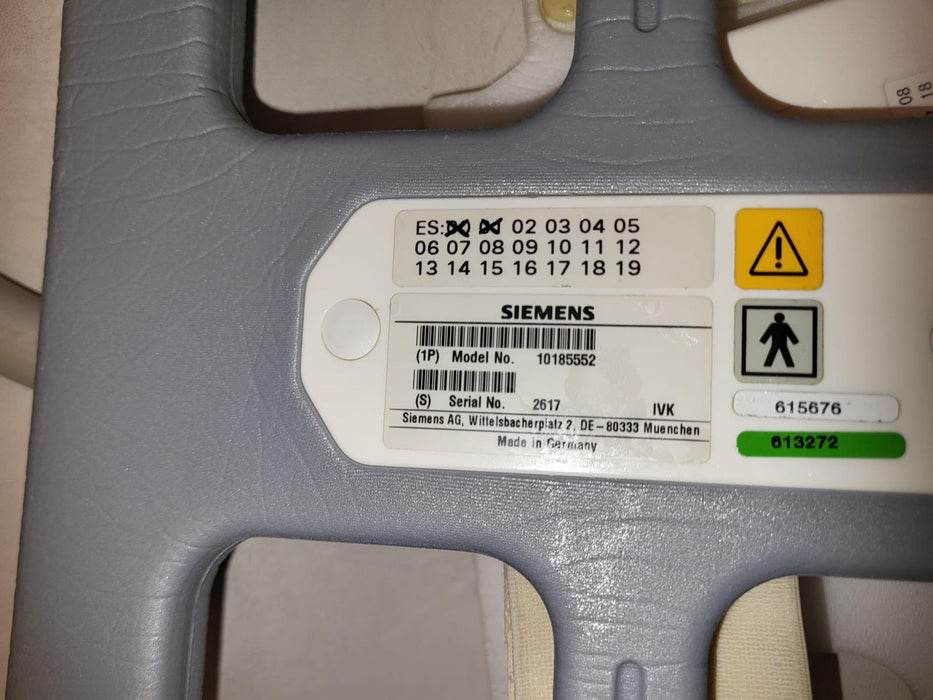 08
18
ES: 02 03 04 05
06 07 08 09 10 11 12
13 14 15 16 17 18 19
SIEMENS
(1P) Model No. 10185552
(S) Serial No. 2617 IVK
Siemens AG, Wittelsbacherplatz 2, DE-80333 Muenchen
Made in Germany
615676
613272